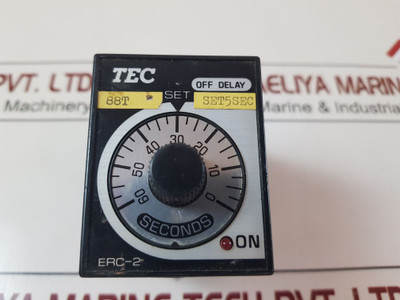 PVT. LTD
AELIYA MARINE
Machinery
Marine & Industrial
TEC
OFF DELAY
88T
SET
SET5SEC
60 50 40 30 20 10 0
SECONDS
ON
ERC-2